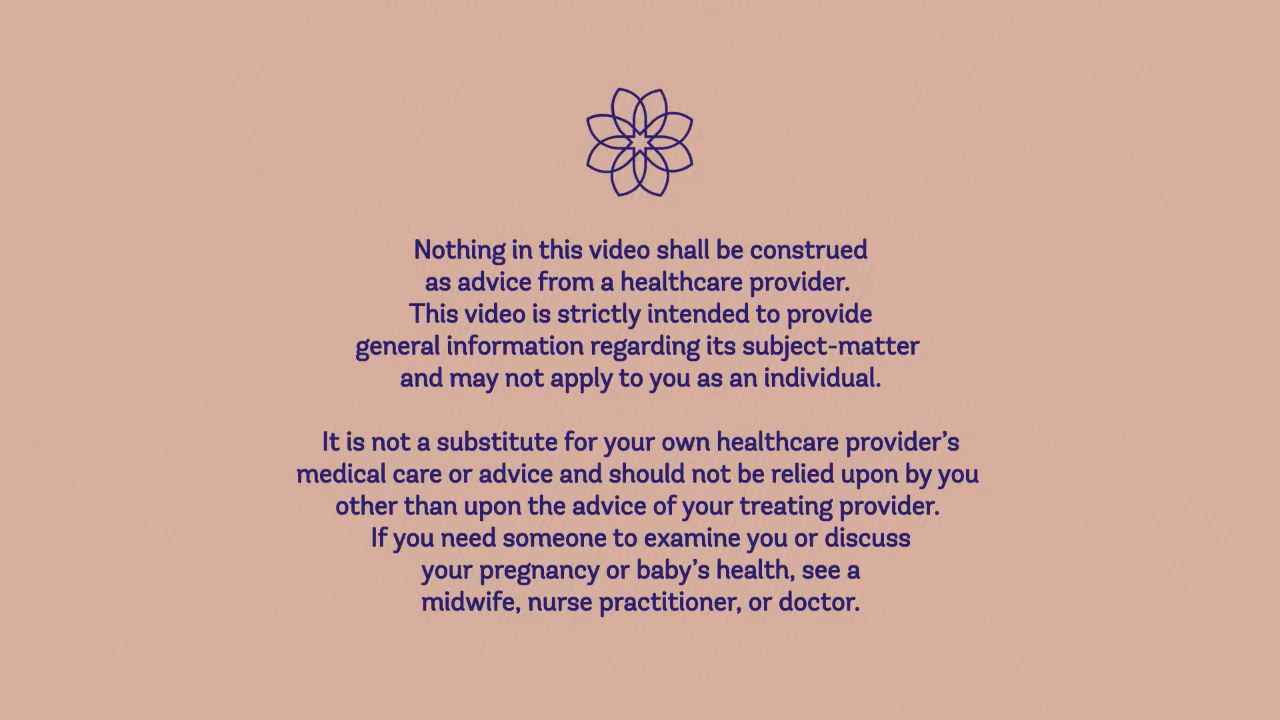 Nothing in this video shall be construed
as advice from a healthcare provider.
This video is strictly intended to provide
general information regarding its subject-matter
and may not apply to you as an individual.
It is not a substitute for your own healthcare provider’s
medical care or advice and should not be relied upon by you
other than upon the advice of your treating provider.
If you need someone to examine you or discuss
your pregnancy or baby’s health, see a
midwife, nurse practitioner, or doctor.